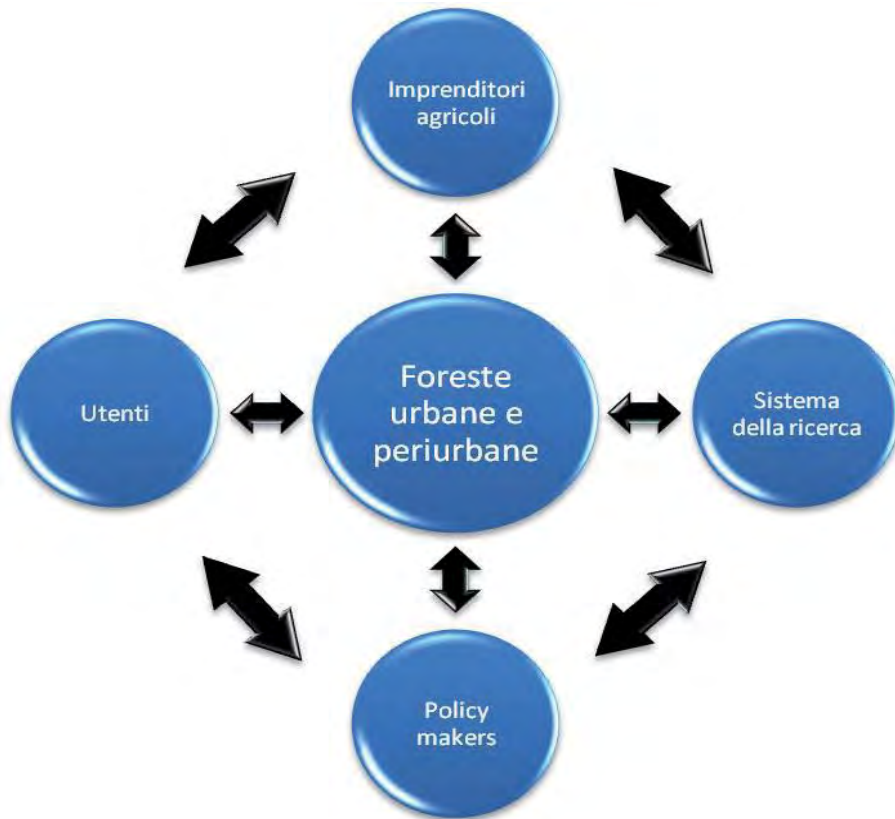 Imprenditori
agricoli
Utenti
Foreste
urbane e
periurbane
Sistema
della ricerca
Policy
makers